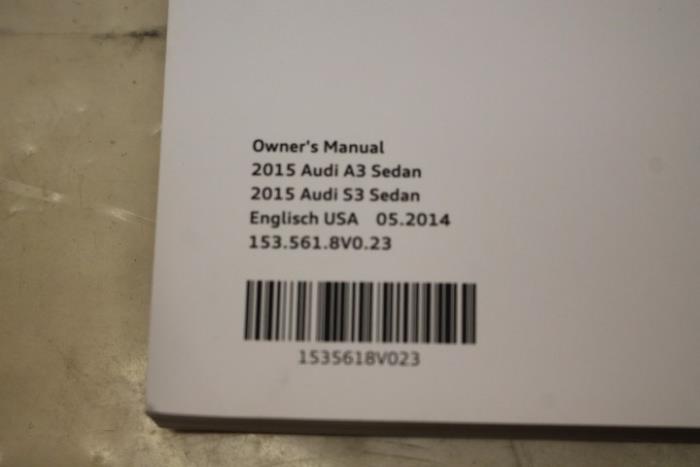 Owner's Manual
2015 Audi A3 Sedan
2015 Audi S3 Sedan
Englisch USA 05.2014
153.561.8V0.23
1535618V023